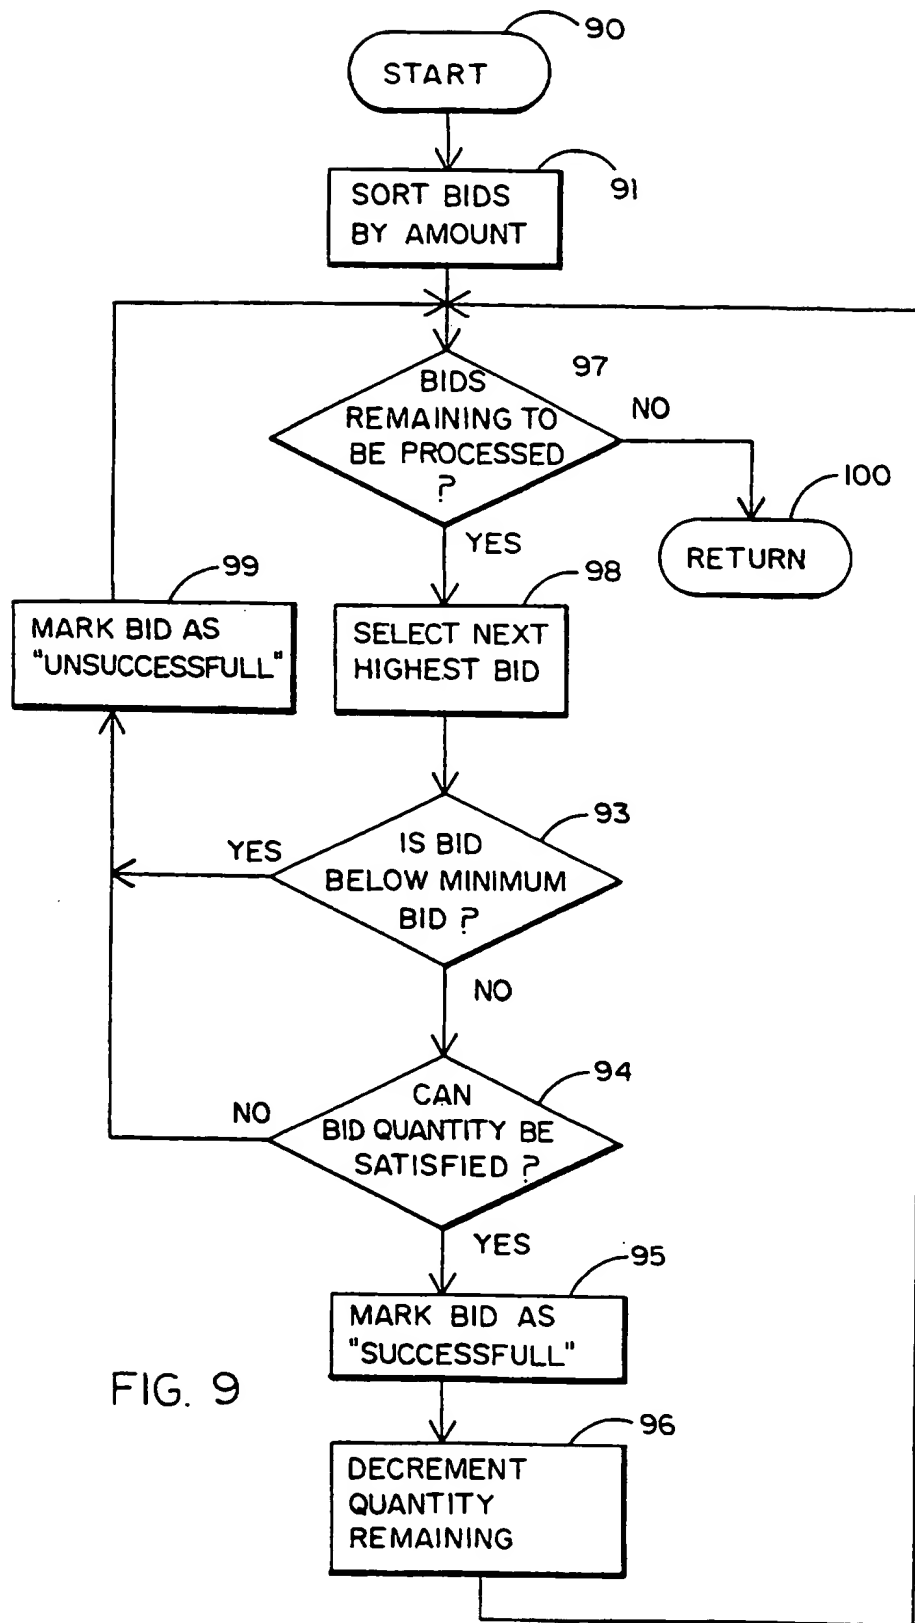 90
START
91
SORT BIDS
BY AMOUNT
BIDS
REMAINING TO
BE PROCESSED
?
97
NO
100
RETURN
YES
99
MARK BID AS
"UNSUCCESSFULL"
98
SELECT NEXT
HIGHEST BID
93
YES
IS BID
BELOW MINIMUM
BID ?
NO
94
NO
CAN
BID QUANTITY BE
SATISFIED ?
YES
95
MARK BID AS
"SUCCESSFULL"
FIG. 9
96
DECREMENT
QUANTITY
REMAINING